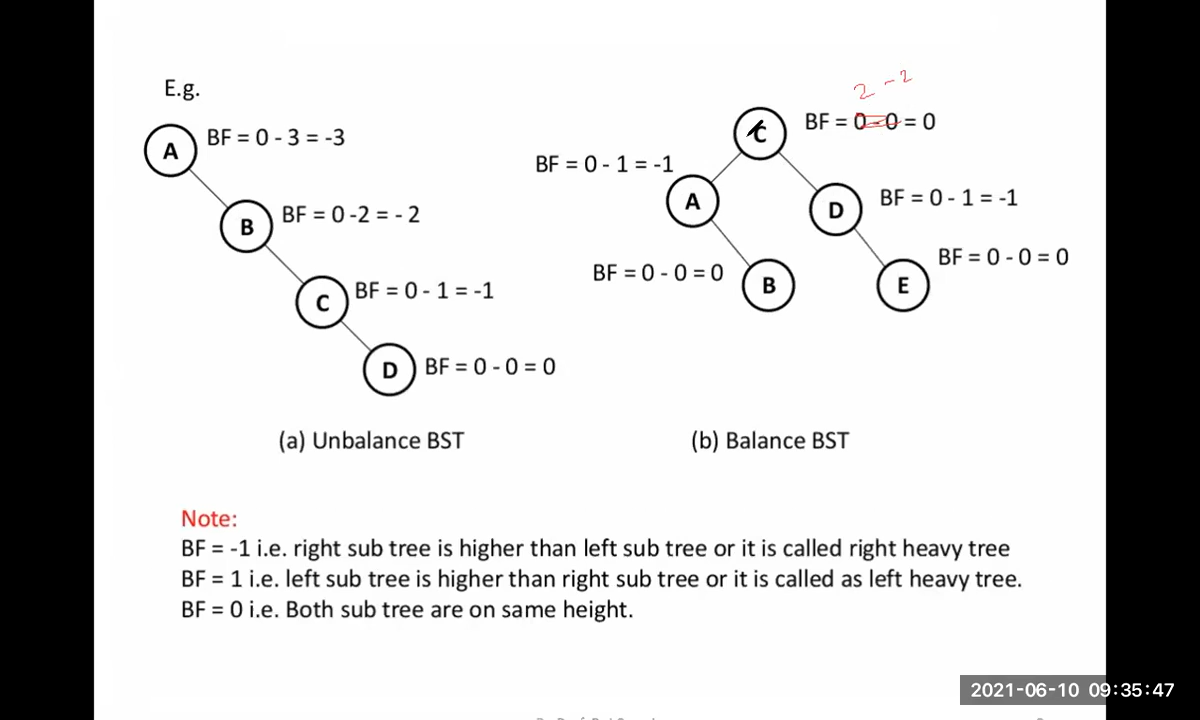 E.g.
2 - 2
A BF = 0 - 3 = -3
C BF = 0 - 0 = 0
BF = 0 - 1 = -1
A
D BF = 0 - 1 = -1
B BF = 0 -2 = - 2
BF = 0 - 0 = 0
BF = 0 - 0 = 0
B
E
C BF = 0 - 1 = -1
D BF = 0 - 0 = 0
(a) Unbalance BST
(b) Balance BST
Note:
BF = -1 i.e. right sub tree is higher than left sub tree or it is called right heavy tree
BF = 1 i.e. left sub tree is higher than right sub tree or it is called as left heavy tree.
BF = 0 i.e. Both sub tree are on same height.
2021-06-10 09:35:47